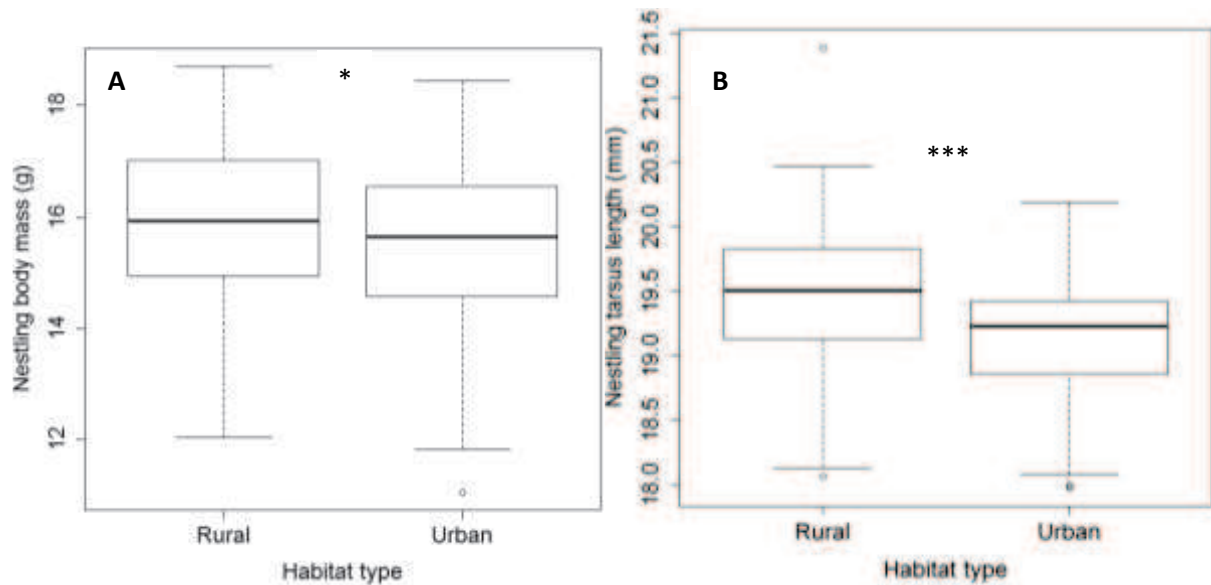 A
*
Nestling body mass (g)
18
16
14
12
Rural
Urban
Habitat type
B
***
Nestling tarsus length (mm)
21.5
21.0
20.5
20.0
19.5
19.0
18.5
18.0
Rural
Urban
Habitat type